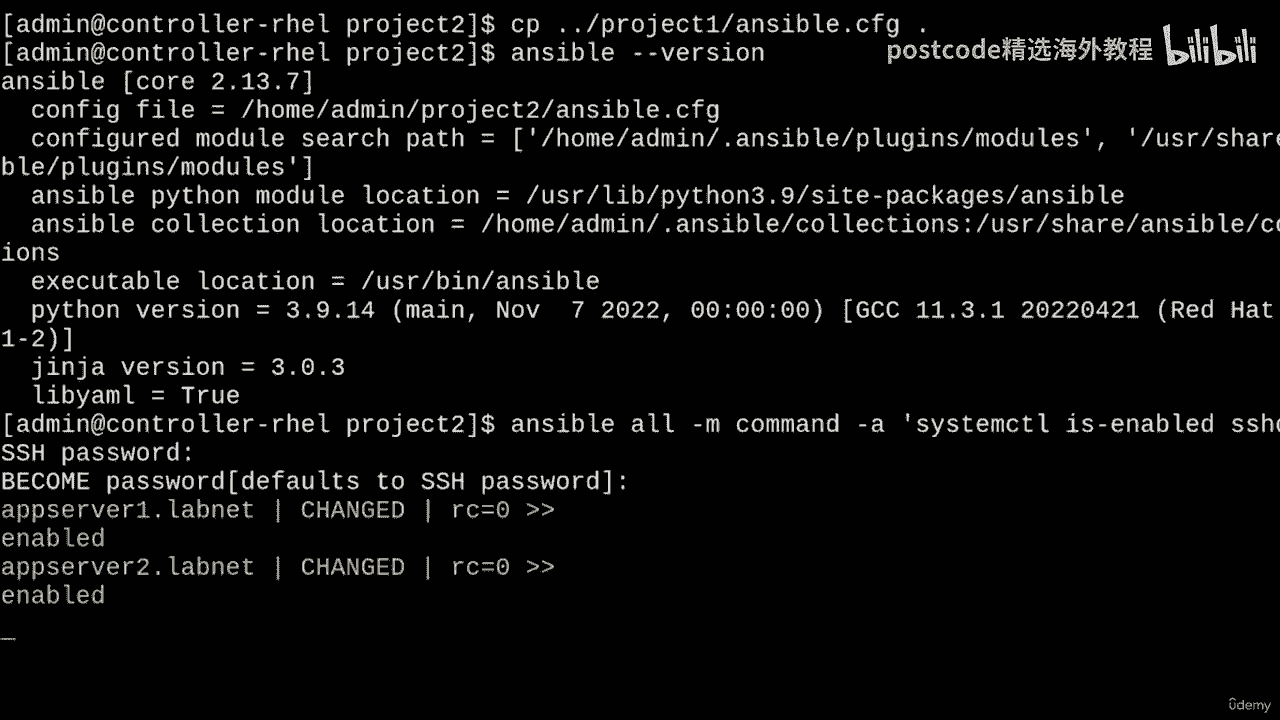 [admin@controller-rhel project2]$ cp ../project1/ansible.cfg .
[admin@controller-rhel project2]$ ansible --version
postcode精选海外教程 bilibili
ansible [core 2.13.7]
  config file = /home/admin/project2/ansible.cfg
  configured module search path = ['/home/admin/.ansible/plugins/modules', '/usr/share
ble/plugins/modules']
  ansible python module location = /usr/lib/python3.9/site-packages/ansible
  ansible collection location = /home/admin/.ansible/collections:/usr/share/ansible/co
ions
  executable location = /usr/bin/ansible
  python version = 3.9.14 (main, Nov  7 2022, 00:00:00) [GCC 11.3.1 20220421 (Red Hat
1-2)]
  jinja version = 3.0.3
  libyaml = True
[admin@controller-rhel project2]$ ansible all -m command -a 'systemctl is-enabled sshd
SSH password:
BECOME password[defaults to SSH password]:
appserver1.labnet | CHANGED | rc=0 >>
enabled
appserver2.labnet | CHANGED | rc=0 >>
enabled
ûdemy